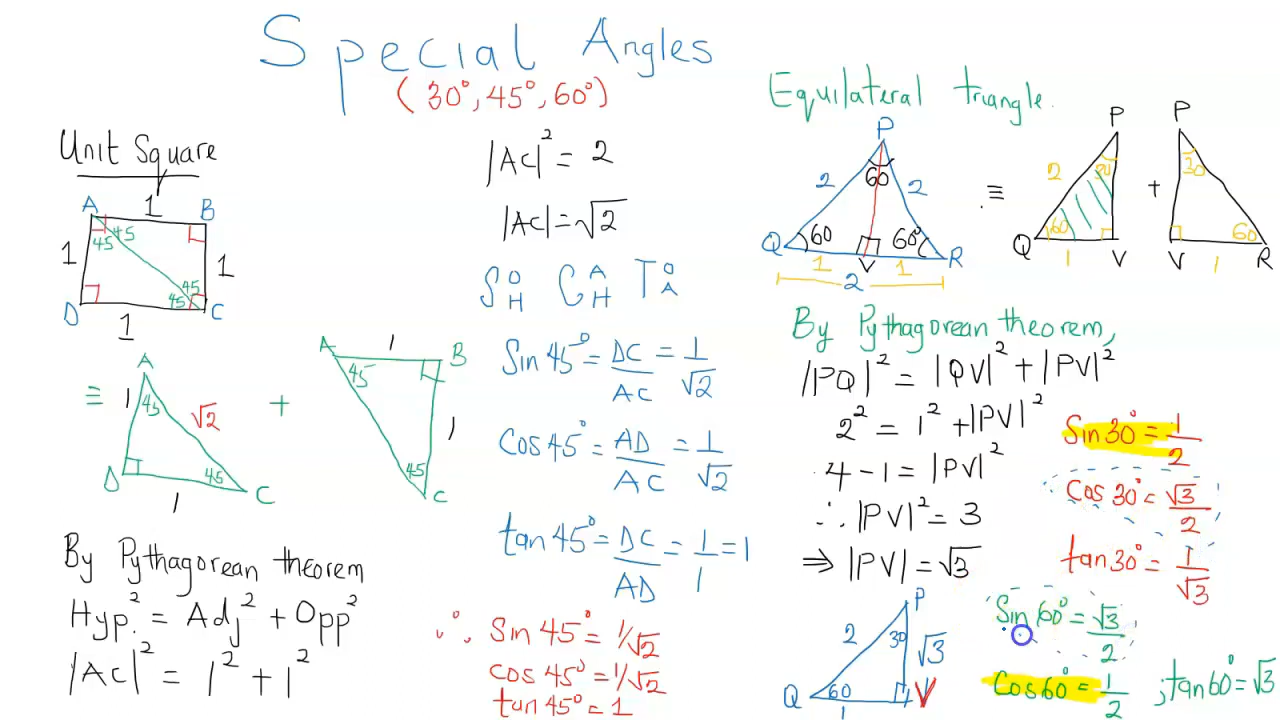 Special Angles
(30°, 45°, 60°)
Unit Square
A 1 B
45 45
1 1
45
45
D 1 C
≡
A
1 45 √2
D 45 C
1
+
A 1 B
45
1
45
C
By Pythagorean theorem
Hyp.² = Adj² + Opp²
|AC|² = 1² + 1²
|AC|² = 2
|AC| = √2
S O/H C A/H T O/A
Sin 45° = DC/AC = 1/√2
Cos 45° = AD/AC = 1/√2
tan 45° = DC/AD = 1/1 = 1
∴ Sin 45° = 1/√2
cos 45° = 1/√2
tan 45° = 1
Equilateral triangle.
P
60
2 2
Q 60 60° R
1 V 1
2
≡
P
2 30
60
Q 1 V
+
P
30
60
V 1 R
By Pythagorean theorem,
|PQ|² = |QV|² + |PV|²
2² = 1² + |PV|²
4 - 1 = |PV|²
∴ |PV|² = 3
⇒ |PV| = √3
P
2 30 √3
Q 60 V
1
Sin 30° = 1/2
Cos 30° = √3/2
tan 30° = 1/√3
Sin 60° = √3/2
Cos 60° = 1/2 ; tan 60° = √3